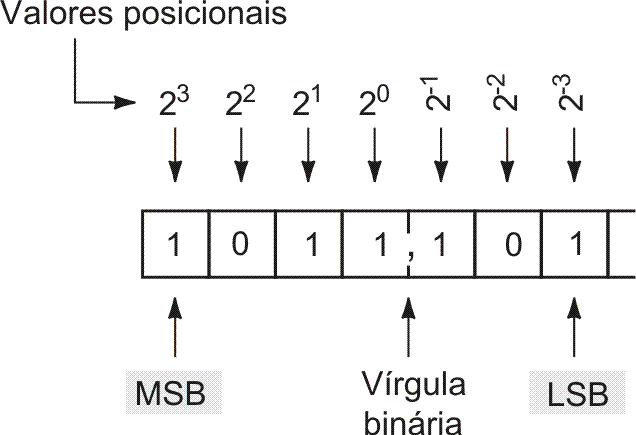 Valores posicionais
2³ 2² 2¹ 2⁰ 2⁻¹ 2⁻² 2⁻³
1 0 1 1 , 1 0 1
MSB Vírgula binária LSB